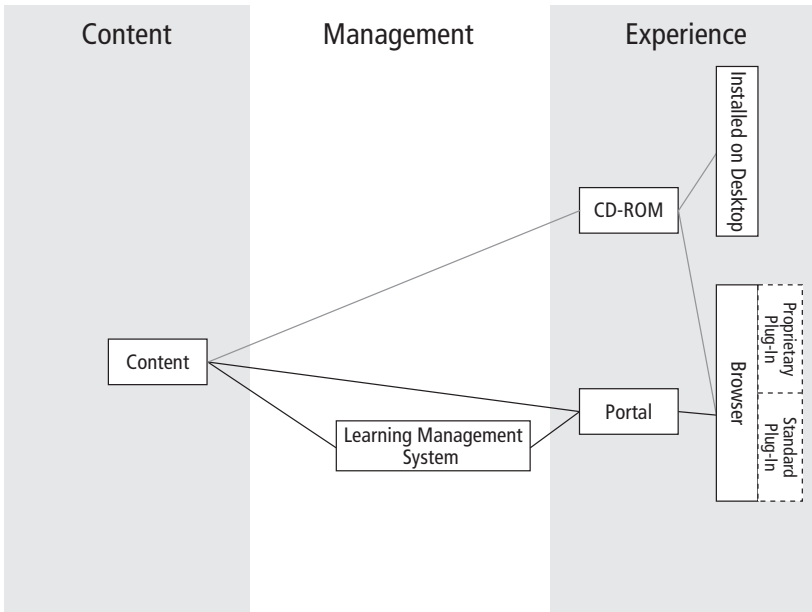 Content
Management
Experience
Installed on Desktop
CD-ROM
Content
Learning Management
System
Portal
Browser
Proprietary
Plug-In
Standard
Plug-In